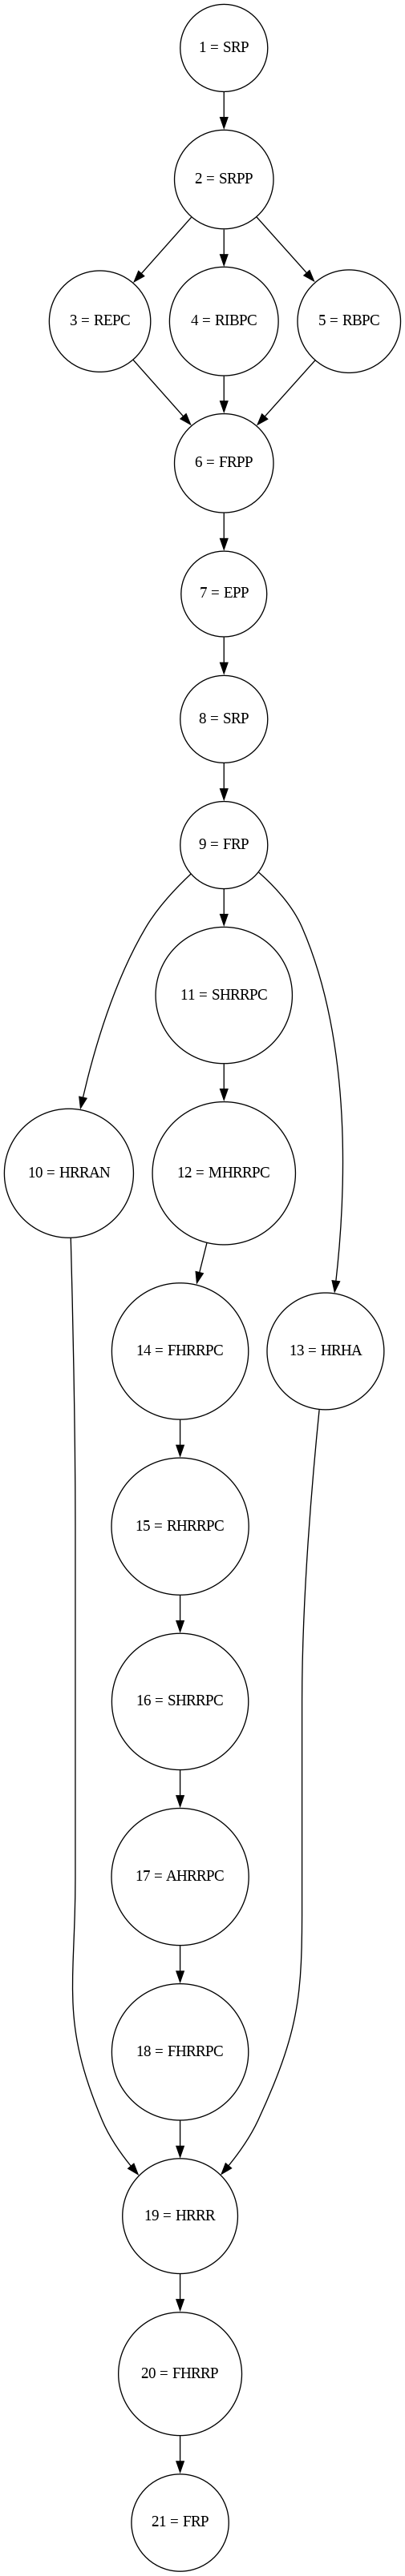 1 = SRP
2 = SRPP
3 = REPC
4 = RIBPC
5 = RBPC
6 = FRPP
7 = EPP
8 = SRP
9 = FRP
11 = SHRRPC
10 = HRRAN
12 = MHRRPC
14 = FHRRPC
13 = HRHA
15 = RHRRPC
16 = SHRRPC
17 = AHRRPC
18 = FHRRPC
19 = HRRR
20 = FHRRP
21 = FRP